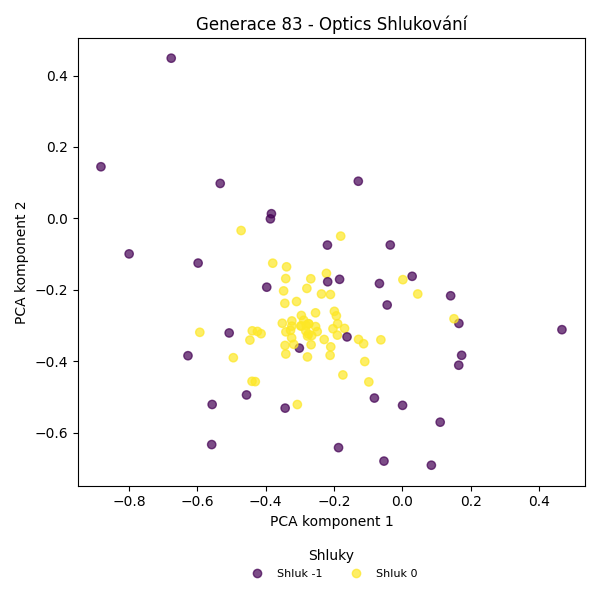 Generace 83 - Optics Shlukování
0.4
0.2
0.0
−0.2
−0.4
−0.6
PCA komponent 2
−0.8 −0.6 −0.4 −0.2 0.0 0.2 0.4
PCA komponent 1
Shluky
Shluk -1 Shluk 0